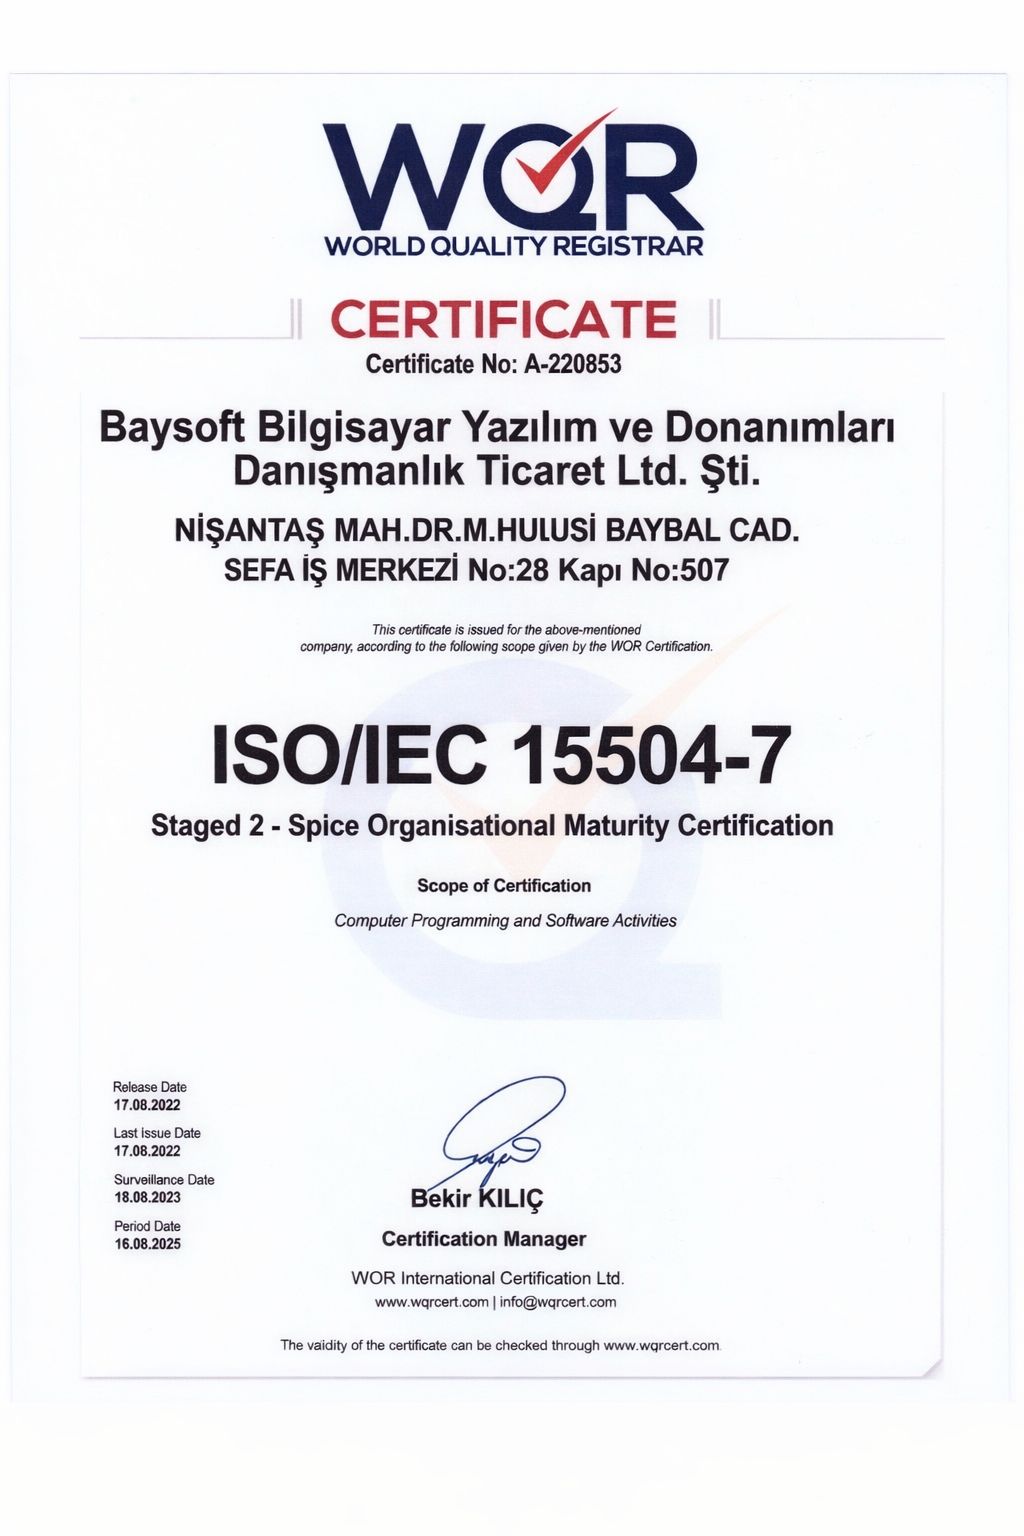 WQR
WORLD QUALITY REGISTRAR
CERTIFICATE
Certificate No: A-220853
Baysoft Bilgisayar Yazılım ve Donanımları
Danışmanlık Ticaret Ltd. Şti.
NİŞANTAŞ MAH.DR.M.HULUSİ BAYBAL CAD.
SEFA İŞ MERKEZİ No:28 Kapı No:507
This certificate is issued for the above-mentioned
company, according to the following scope given by the WOR Certification.
ISO/IEC 15504-7
Staged 2 - Spice Organisational Maturity Certification
Scope of Certification
Computer Programming and Software Activities
Release Date
17.08.2022
Last issue Date
17.08.2022
Surveillance Date
18.08.2023
Period Date
16.08.2025
Bekir KILIÇ
Certification Manager
WOR International Certification Ltd.
www.wqrcert.com | info@wqrcert.com
The vaidity of the certificate can be checked through www.wqrcert.com.